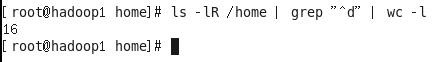 [root@hadoop1 home]# ls -lR /home | grep "^d" | wc -l
16
[root@hadoop1 home]#